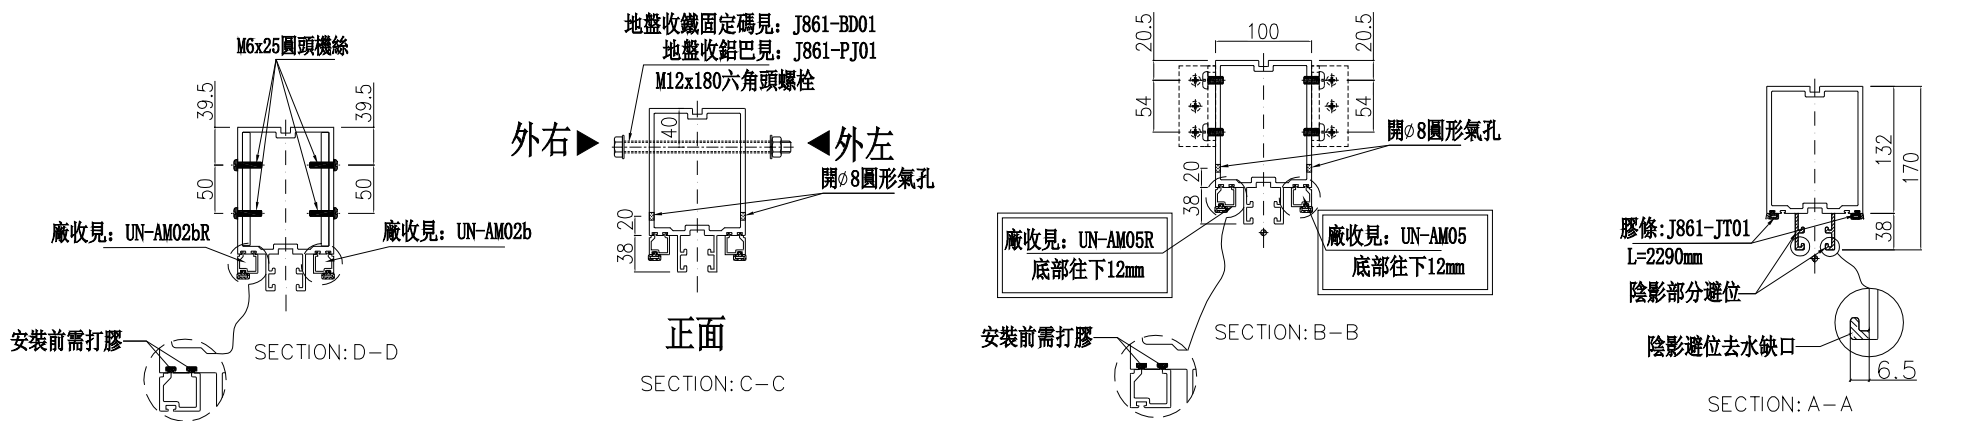 M6x25圓頭機絲
39.5
39.5
50
50
廠收見: UN-AM02bR
廠收見: UN-AM02b
安裝前需打膠
SECTION:D-D
地盤收鐵固定碼見: J861-BD01
地盤收鋁巴見: J861-PJ01
M12x180六角頭螺栓
40
外右
外左
開ø8圓形氣孔
20
38
正面
SECTION:C-C
20.5
100
20.5
54
54
開ø8圓形氣孔
20
38
廠收見: UN-AM05R
底部往下12mm
廠收見: UN-AM05
底部往下12mm
安裝前需打膠
SECTION:B-B
132
170
38
膠條:J861-JT01
L=2290mm
陰影部分避位
陰影避位去水缺口
6.5
SECTION:A-A